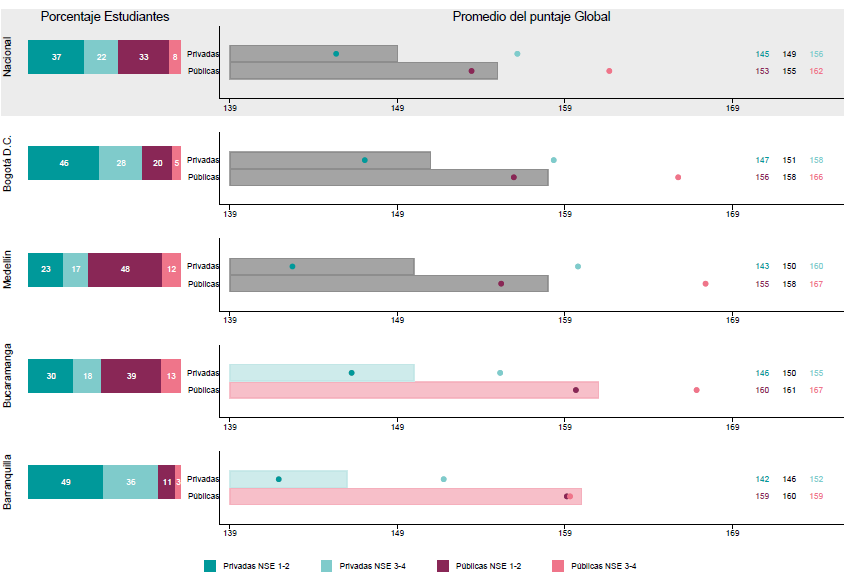 Porcentaje Estudiantes Promedio del puntaje Global
Nacional
37 22 33 8
Privadas 145 149 156
Públicas 153 155 162
139 149 159 169
Bogotá D.C.
46 28 20 5
Privadas 147 151 158
Públicas 156 158 166
139 149 159 169
Medellín
23 17 48 12
Privadas 143 150 160
Públicas 155 158 167
139 149 159 169
Bucaramanga
30 18 39 13
Privadas 146 150 155
Públicas 160 161 167
139 149 159 169
Barranquilla
49 36 11 3
Privadas 142 146 152
Públicas 159 160 159
139 149 159 169
Privadas NSE 1-2 Privadas NSE 3-4 Públicas NSE 1-2 Públicas NSE 3-4